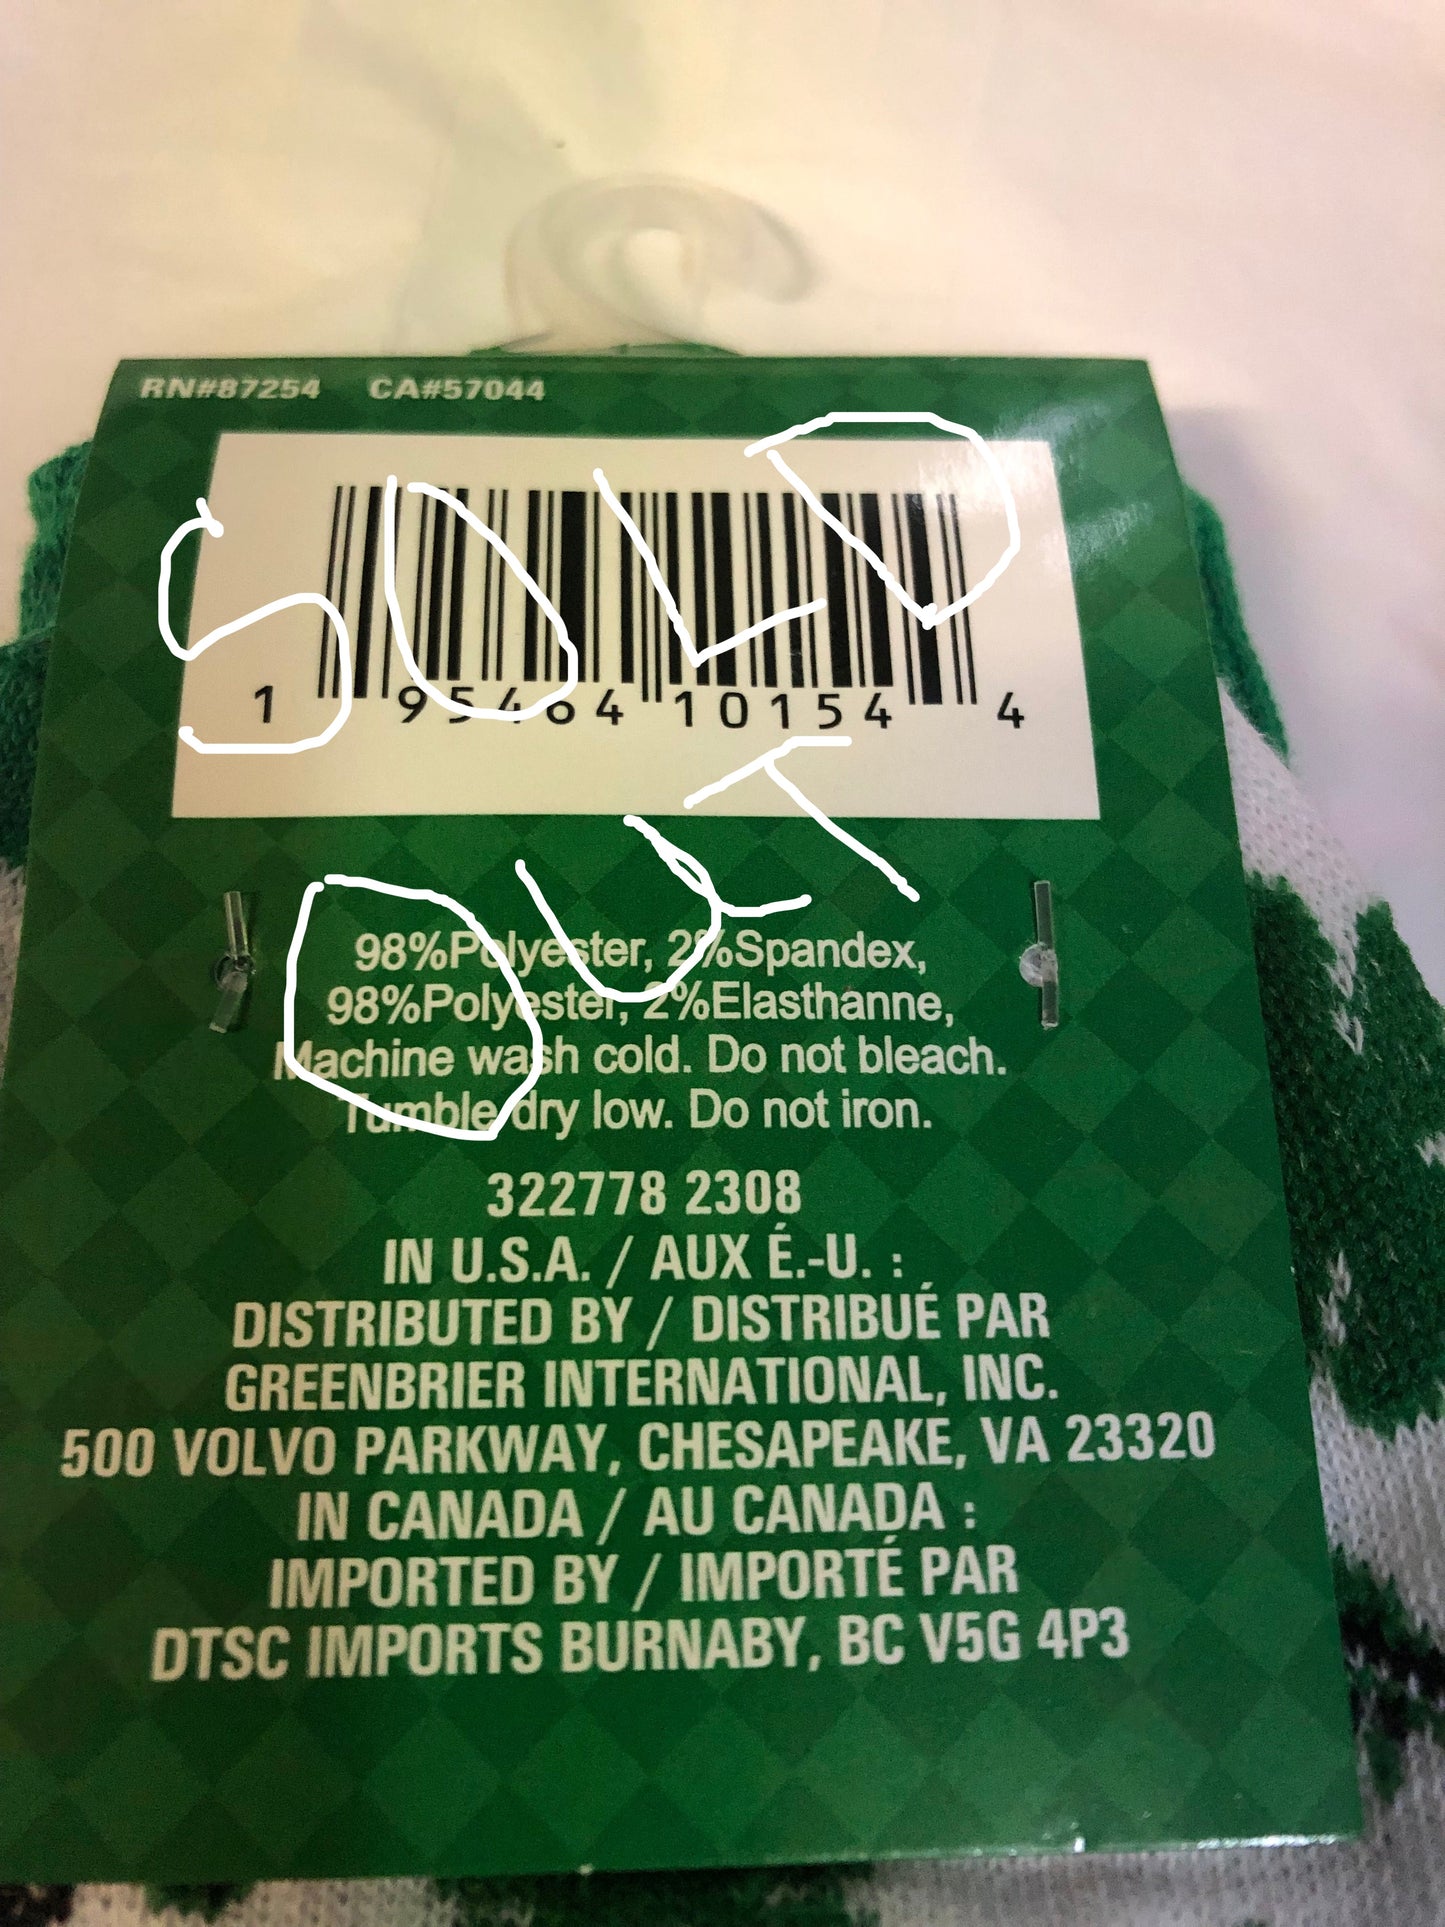 RN#87254 CA#57044
SOLD
1 95464 10154 4
OUT
98%Polyester, 2%Spandex,
98%Polyester, 2%Elasthanne,
Machine wash cold. Do not bleach.
Tumble dry low. Do not iron.
322778 2308
IN U.S.A. / AUX É.-U. :
DISTRIBUTED BY / DISTRIBUÉ PAR
GREENBRIER INTERNATIONAL, INC.
500 VOLVO PARKWAY, CHESAPEAKE, VA 23320
IN CANADA / AU CANADA :
IMPORTED BY / IMPORTÉ PAR
DTSC IMPORTS BURNABY, BC V5G 4P3